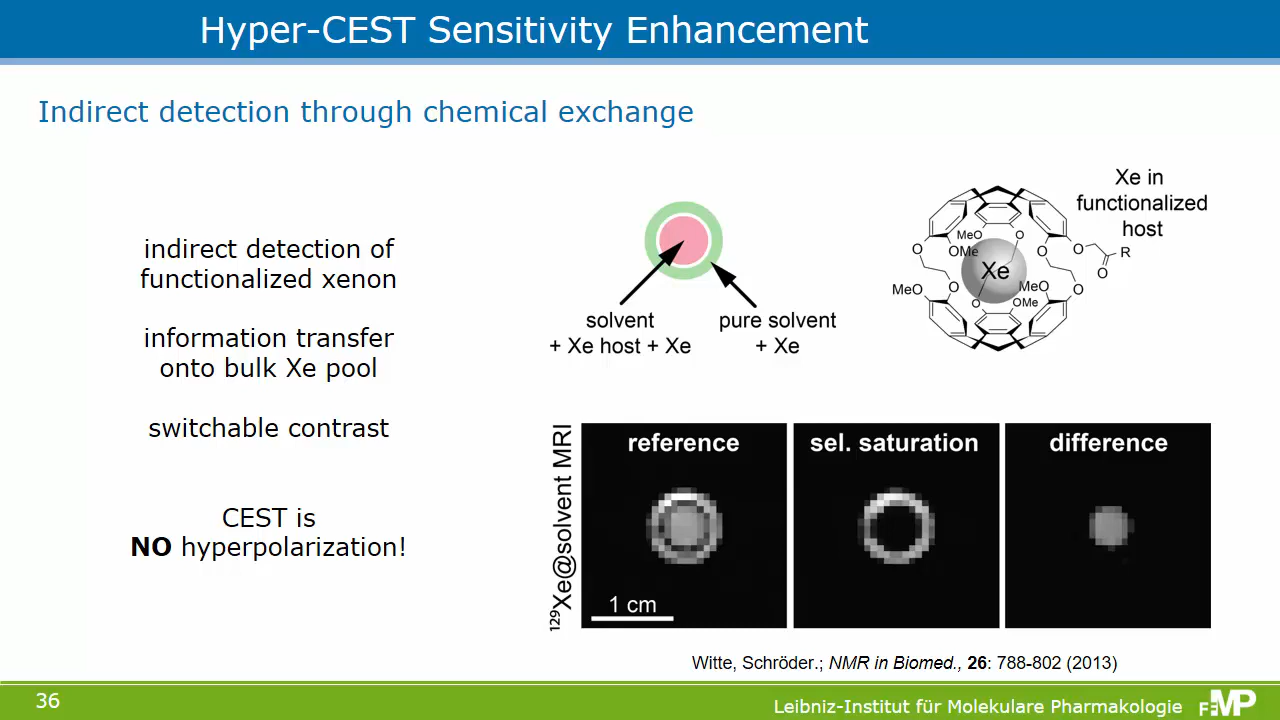 Hyper-CEST Sensitivity Enhancement
Indirect detection through chemical exchange
indirect detection of
functionalized xenon
information transfer
onto bulk Xe pool
switchable contrast
CEST is
NO hyperpolarization!
solvent
+ Xe host + Xe
pure solvent
+ Xe
Xe in
functionalized
host
MeO
O
O
OMe
O
O
R
O
Xe
MeO
O
MeO
O
O
OMe
129Xe@solvent MRI
reference
sel. saturation
difference
1 cm
Witte, Schröder.; NMR in Biomed., 26: 788-802 (2013)
36
Leibniz-Institut für Molekulare Pharmakologie
FMP